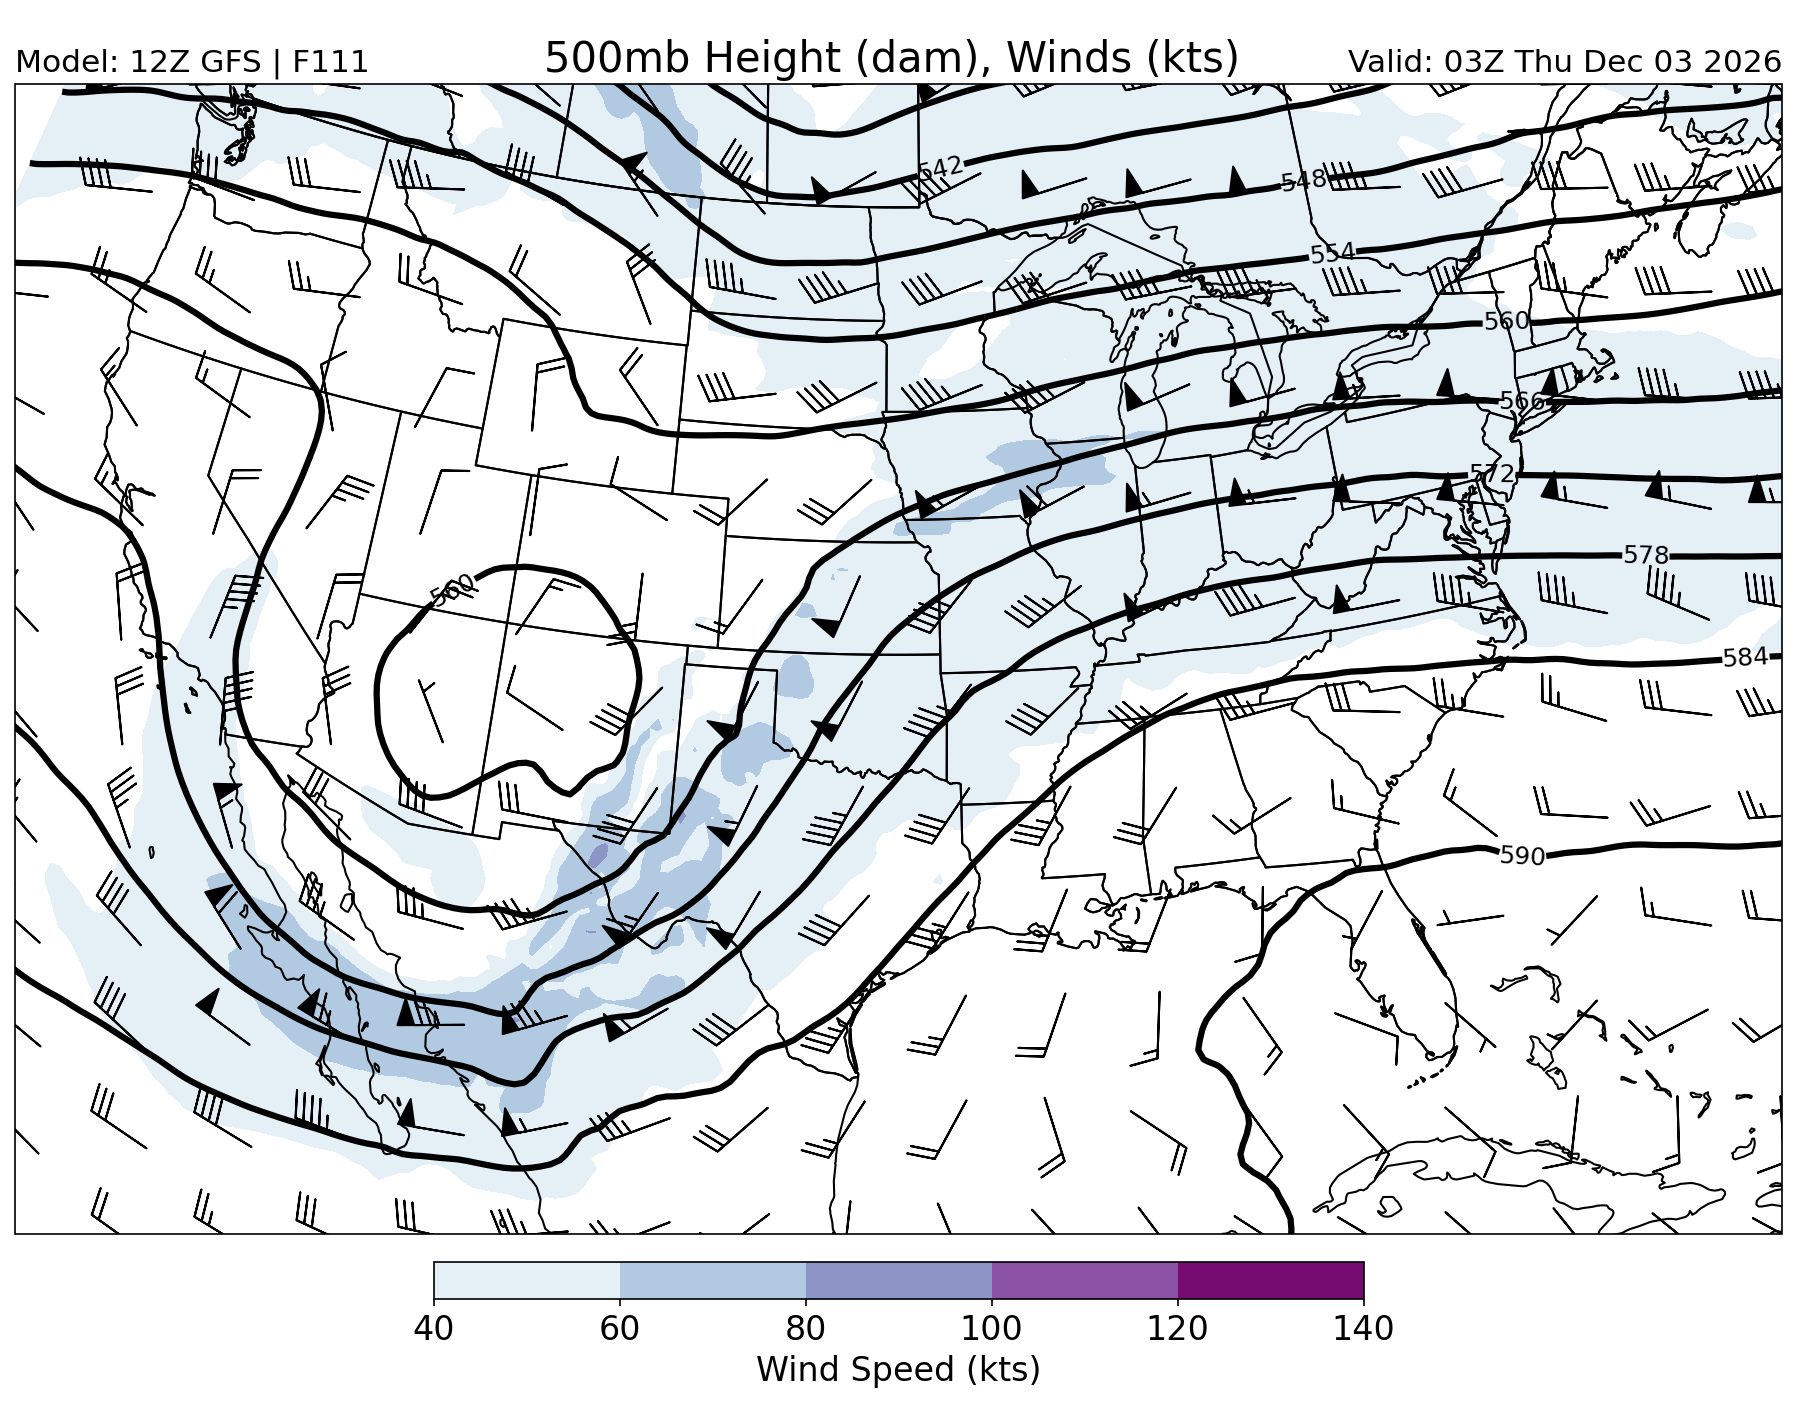 Model: 12Z GFS | F111
500mb Height (dam), Winds (kts)
Valid: 03Z Thu Dec 03 2026
542
548
554
560
566
572
578
560
584
590
40 60 80 100 120 140
Wind Speed (kts)